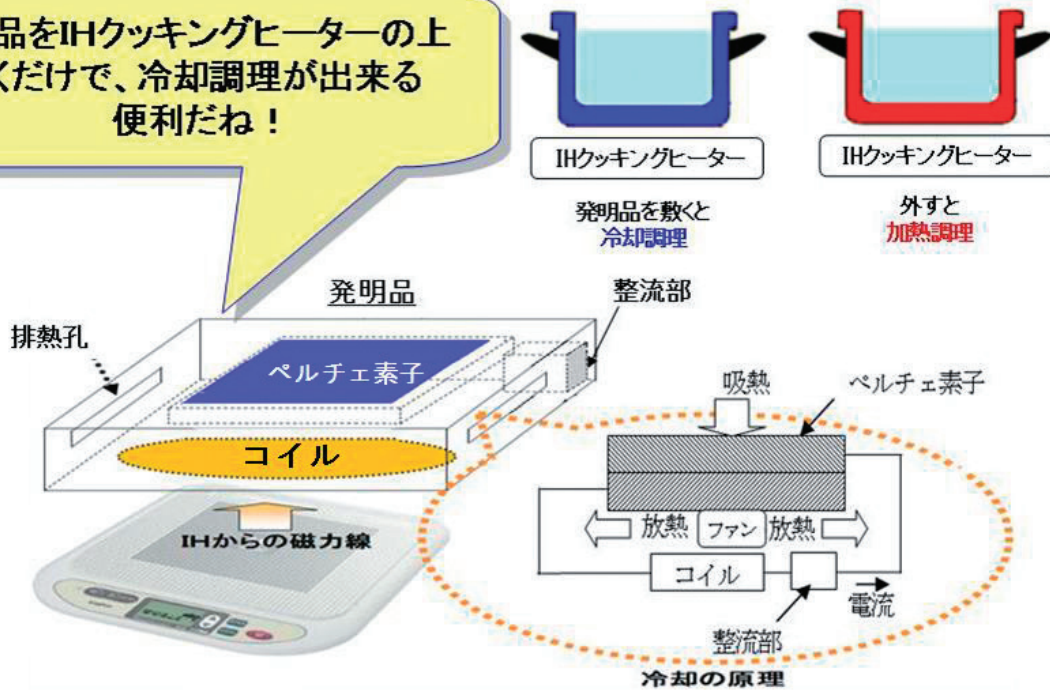 品をIHクッキングヒーターの上
くだけで、冷却調理が出来る
便利だね！
IHクッキングヒーター
発明品を敷くと
冷却調理
IHクッキングヒーター
外すと
加熱調理
発明品
整流部
排熱孔
ペルチェ素子
コイル
IHからの磁力線
吸熱
ペルチェ素子
放熱
ファン
放熱
コイル
電流
整流部
冷却の原理